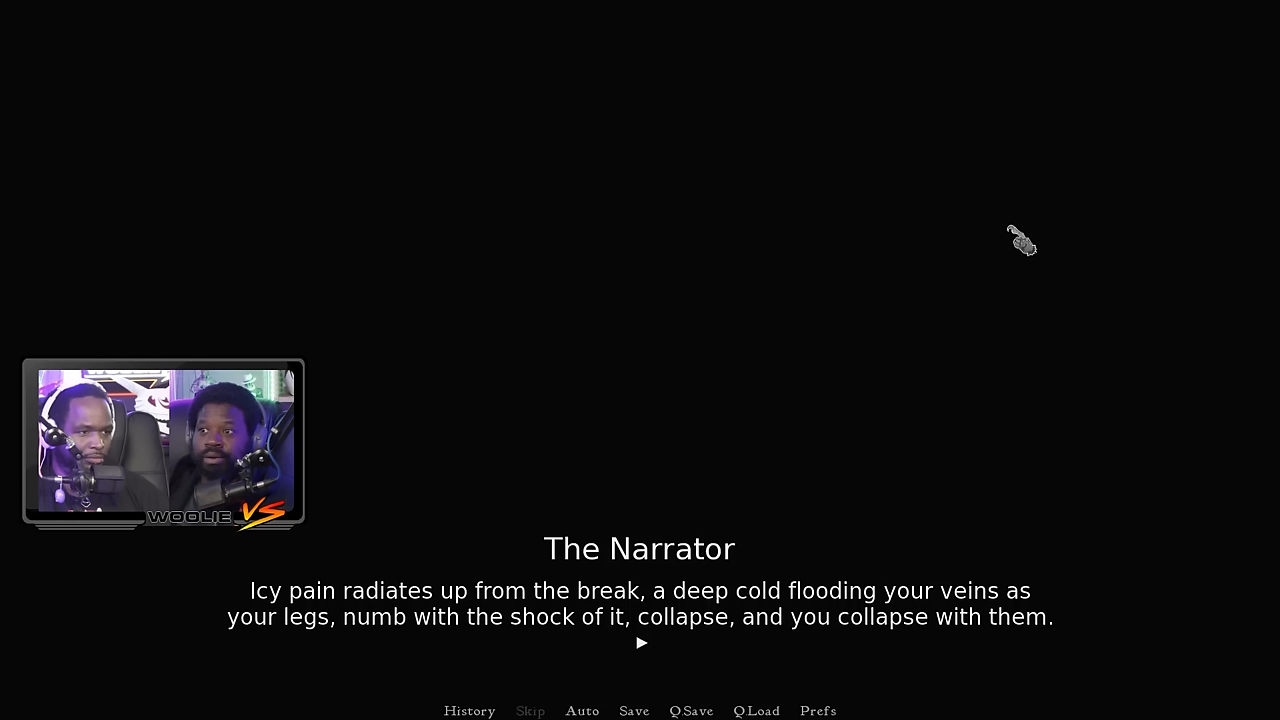 WOOLIE VS
The Narrator
Icy pain radiates up from the break, a deep cold flooding your veins as
your legs, numb with the shock of it, collapse, and you collapse with them.
History Skip Auto Save Q.Save Q.Load Prefs